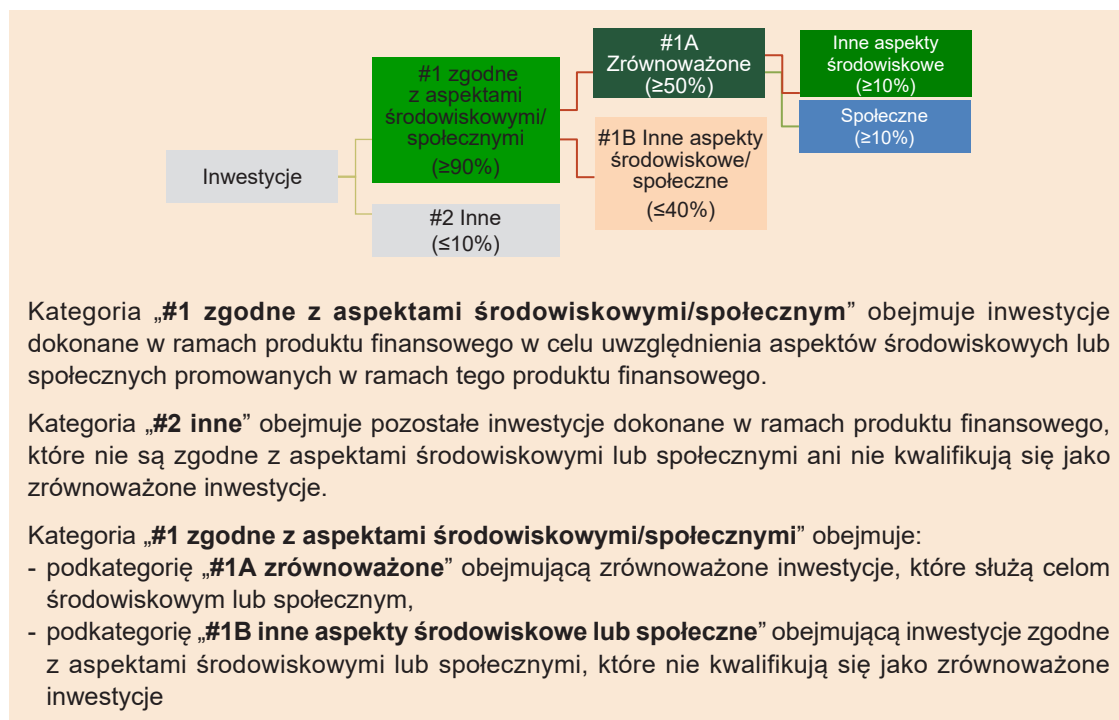 Inwestycje
#1 zgodne
z aspektami
środowiskowymi/
społecznymi
(≥90%)
#2 Inne
(≤10%)
#1A
Zrównoważone
(≥50%)
#1B Inne aspekty
środowiskowe/
społeczne
(≤40%)
Inne aspekty
środowiskowe
(≥10%)
Społeczne
(≥10%)
Kategoria „#1 zgodne z aspektami środowiskowymi/społecznym” obejmuje inwestycje
dokonane w ramach produktu finansowego w celu uwzględnienia aspektów środowiskowych lub
społecznych promowanych w ramach tego produktu finansowego.
Kategoria „#2 inne” obejmuje pozostałe inwestycje dokonane w ramach produktu finansowego,
które nie są zgodne z aspektami środowiskowymi lub społecznymi ani nie kwalifikują się jako
zrównoważone inwestycje.
Kategoria „#1 zgodne z aspektami środowiskowymi/społecznymi” obejmuje:
- podkategorię „#1A zrównoważone” obejmującą zrównoważone inwestycje, które służą celom
środowiskowym lub społecznym,
- podkategorię „#1B inne aspekty środowiskowe lub społeczne” obejmującą inwestycje zgodne
z aspektami środowiskowymi lub społecznymi, które nie kwalifikują się jako zrównoważone
inwestycje